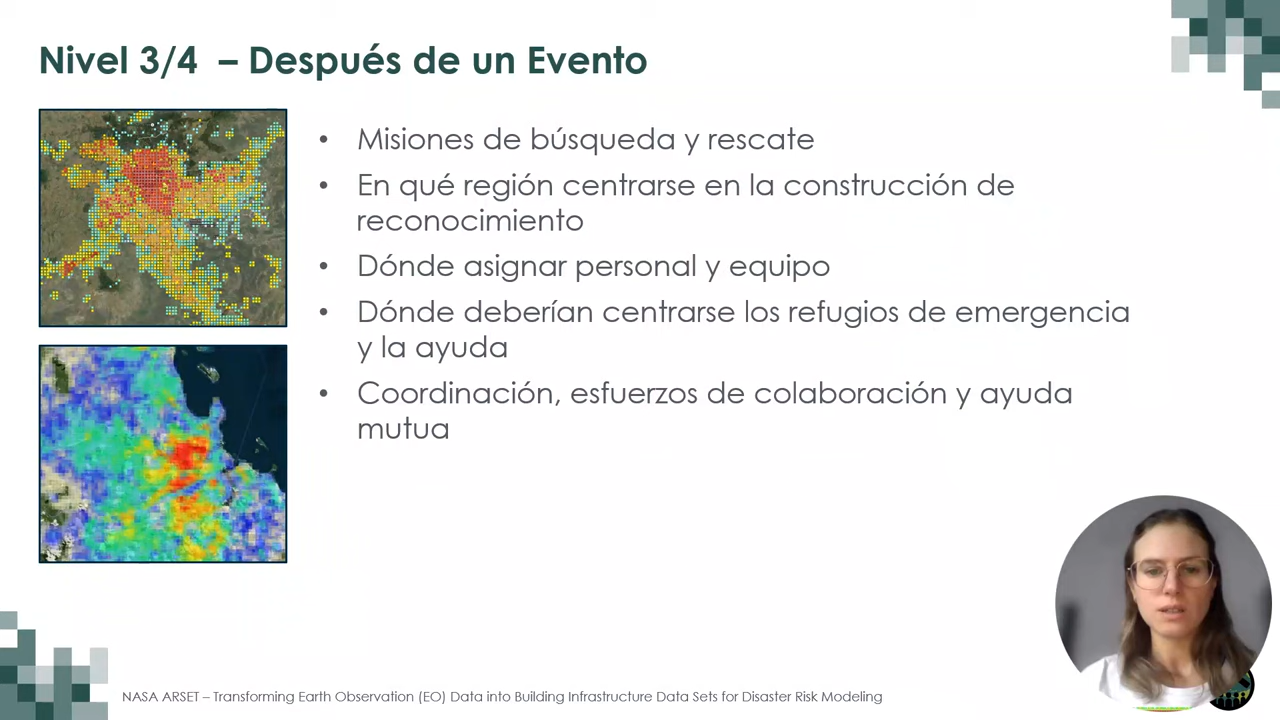 Nivel 3/4 – Después de un Evento
• Misiones de búsqueda y rescate
• En qué región centrarse en la construcción de
reconocimiento
• Dónde asignar personal y equipo
• Dónde deberían centrarse los refugios de emergencia
y la ayuda
• Coordinación, esfuerzos de colaboración y ayuda
mutua
NASA ARSET – Transforming Earth Observation (EO) Data into Building Infrastructure Data Sets for Disaster Risk Modeling